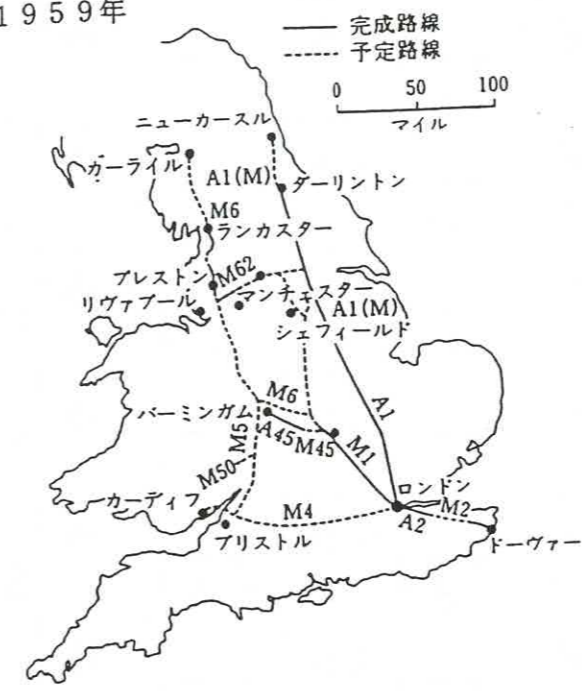 1959年
完成路線
予定路線
0 50 100
マイル
ニューカースル
カーライル
A1(M)
ダーリントン
M6
ランカスター
プレストン
M62
リヴァプール
マンチェスター
A1(M)
シェフィールド
M6
A1
バーミンガム
A45
M45
M1
M5
M50
ロンドン
カーディフ
M4
M2
A2
ブリストル
ドーヴァー